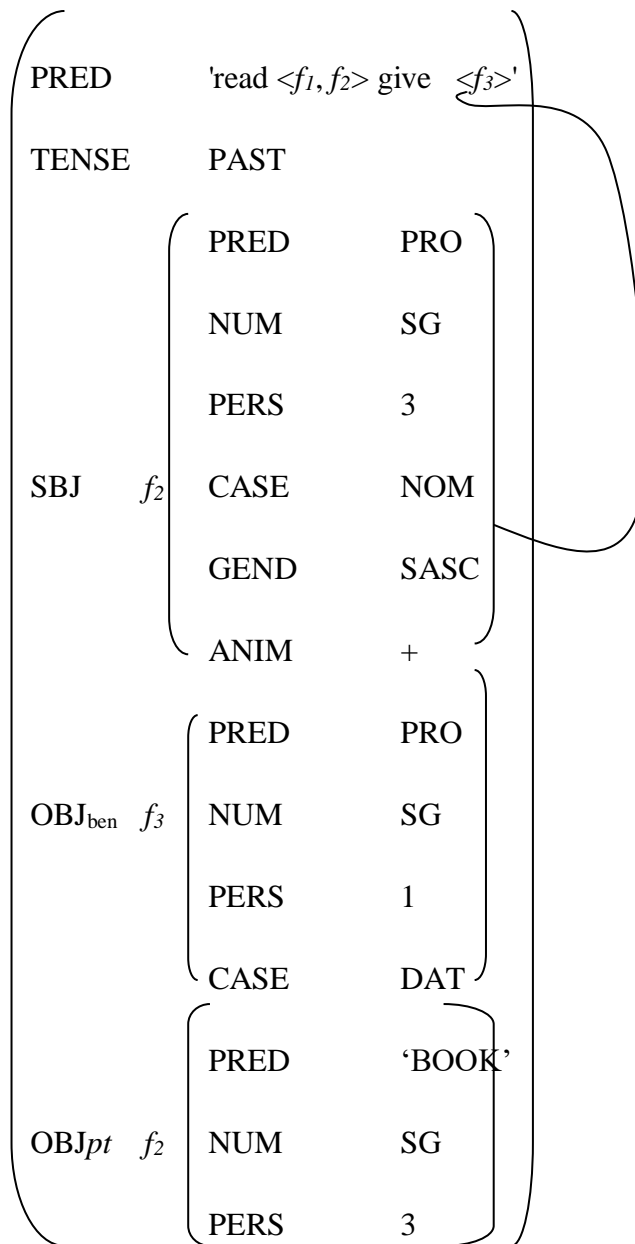 PRED 'read <f1, f2> give <f3>'
TENSE PAST
PRED PRO
NUM SG
PERS 3
SBJ f2 CASE NOM
GEND SASC
ANIM +
PRED PRO
OBJben f3 NUM SG
PERS 1
CASE DAT
PRED ‘BOOK’
OBJpt f2 NUM SG
PERS 3